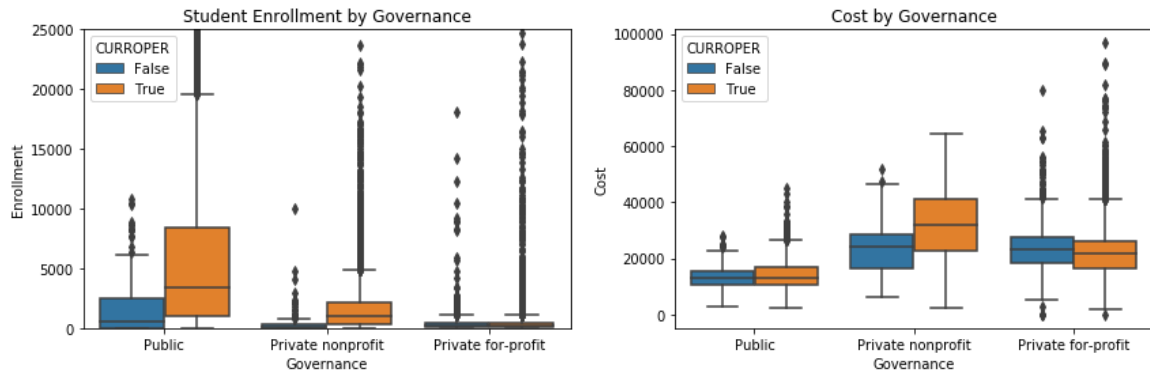 Student Enrollment by Governance
CURROPER
False
True
25000
20000
15000
10000
5000
0
Enrollment
Public
Private nonprofit
Private for-profit
Governance
Cost by Governance
CURROPER
False
True
100000
80000
60000
40000
20000
0
Cost
Public
Private nonprofit
Private for-profit
Governance